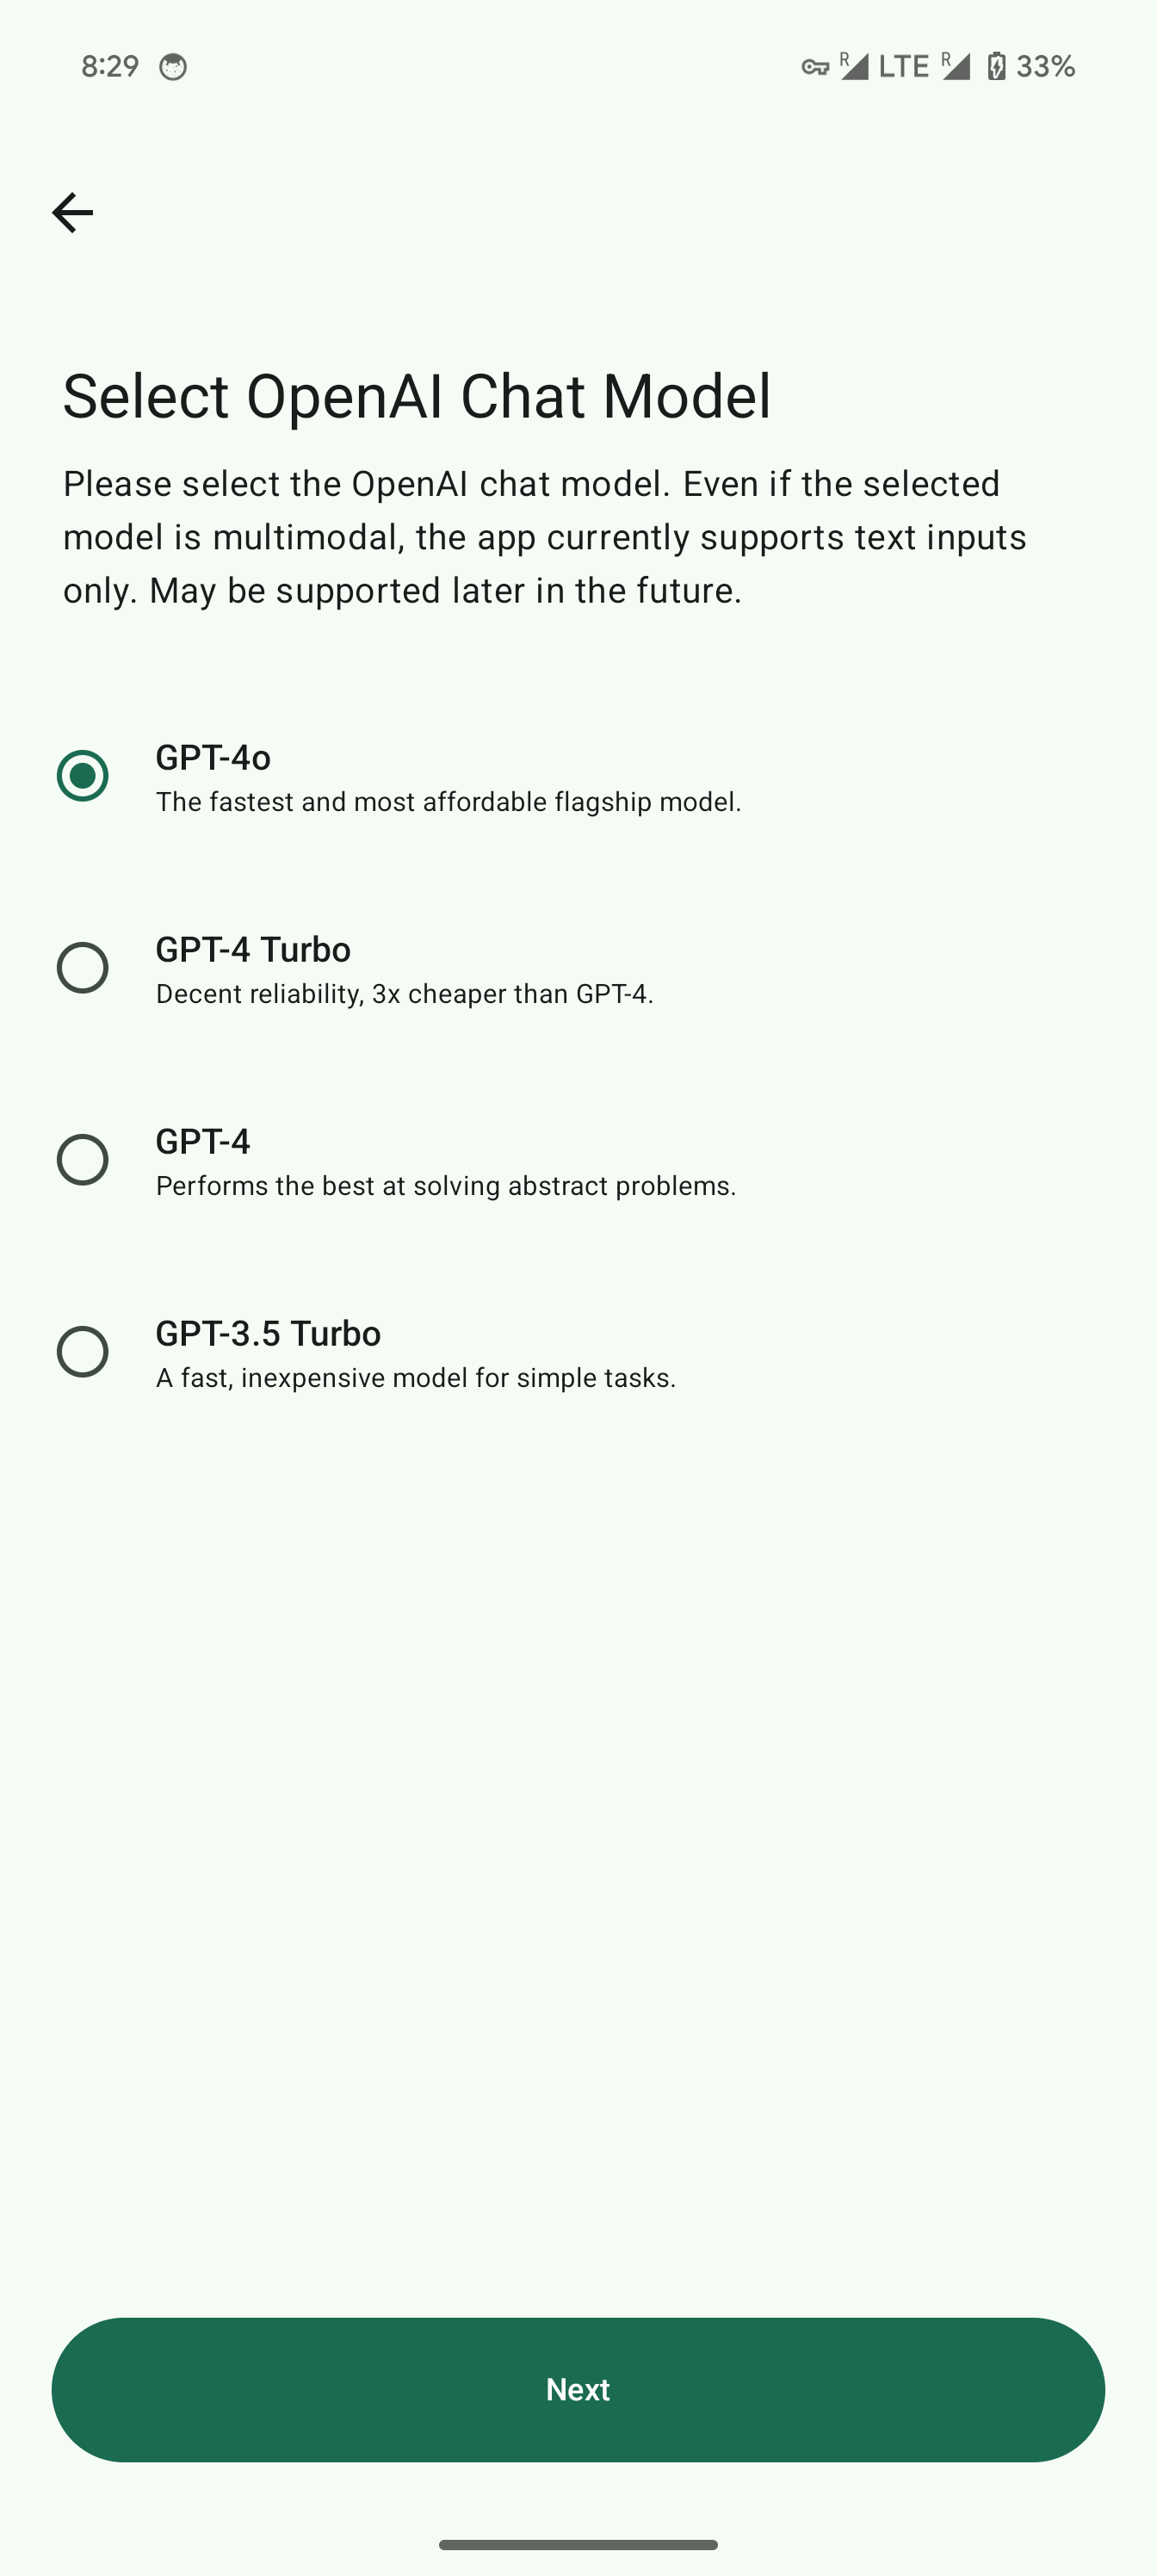 8:29 R LTE R 33%
Select OpenAI Chat Model
Please select the OpenAI chat model. Even if the selected
model is multimodal, the app currently supports text inputs
only. May be supported later in the future.
GPT-4o
The fastest and most affordable flagship model.
GPT-4 Turbo
Decent reliability, 3x cheaper than GPT-4.
GPT-4
Performs the best at solving abstract problems.
GPT-3.5 Turbo
A fast, inexpensive model for simple tasks.
Next